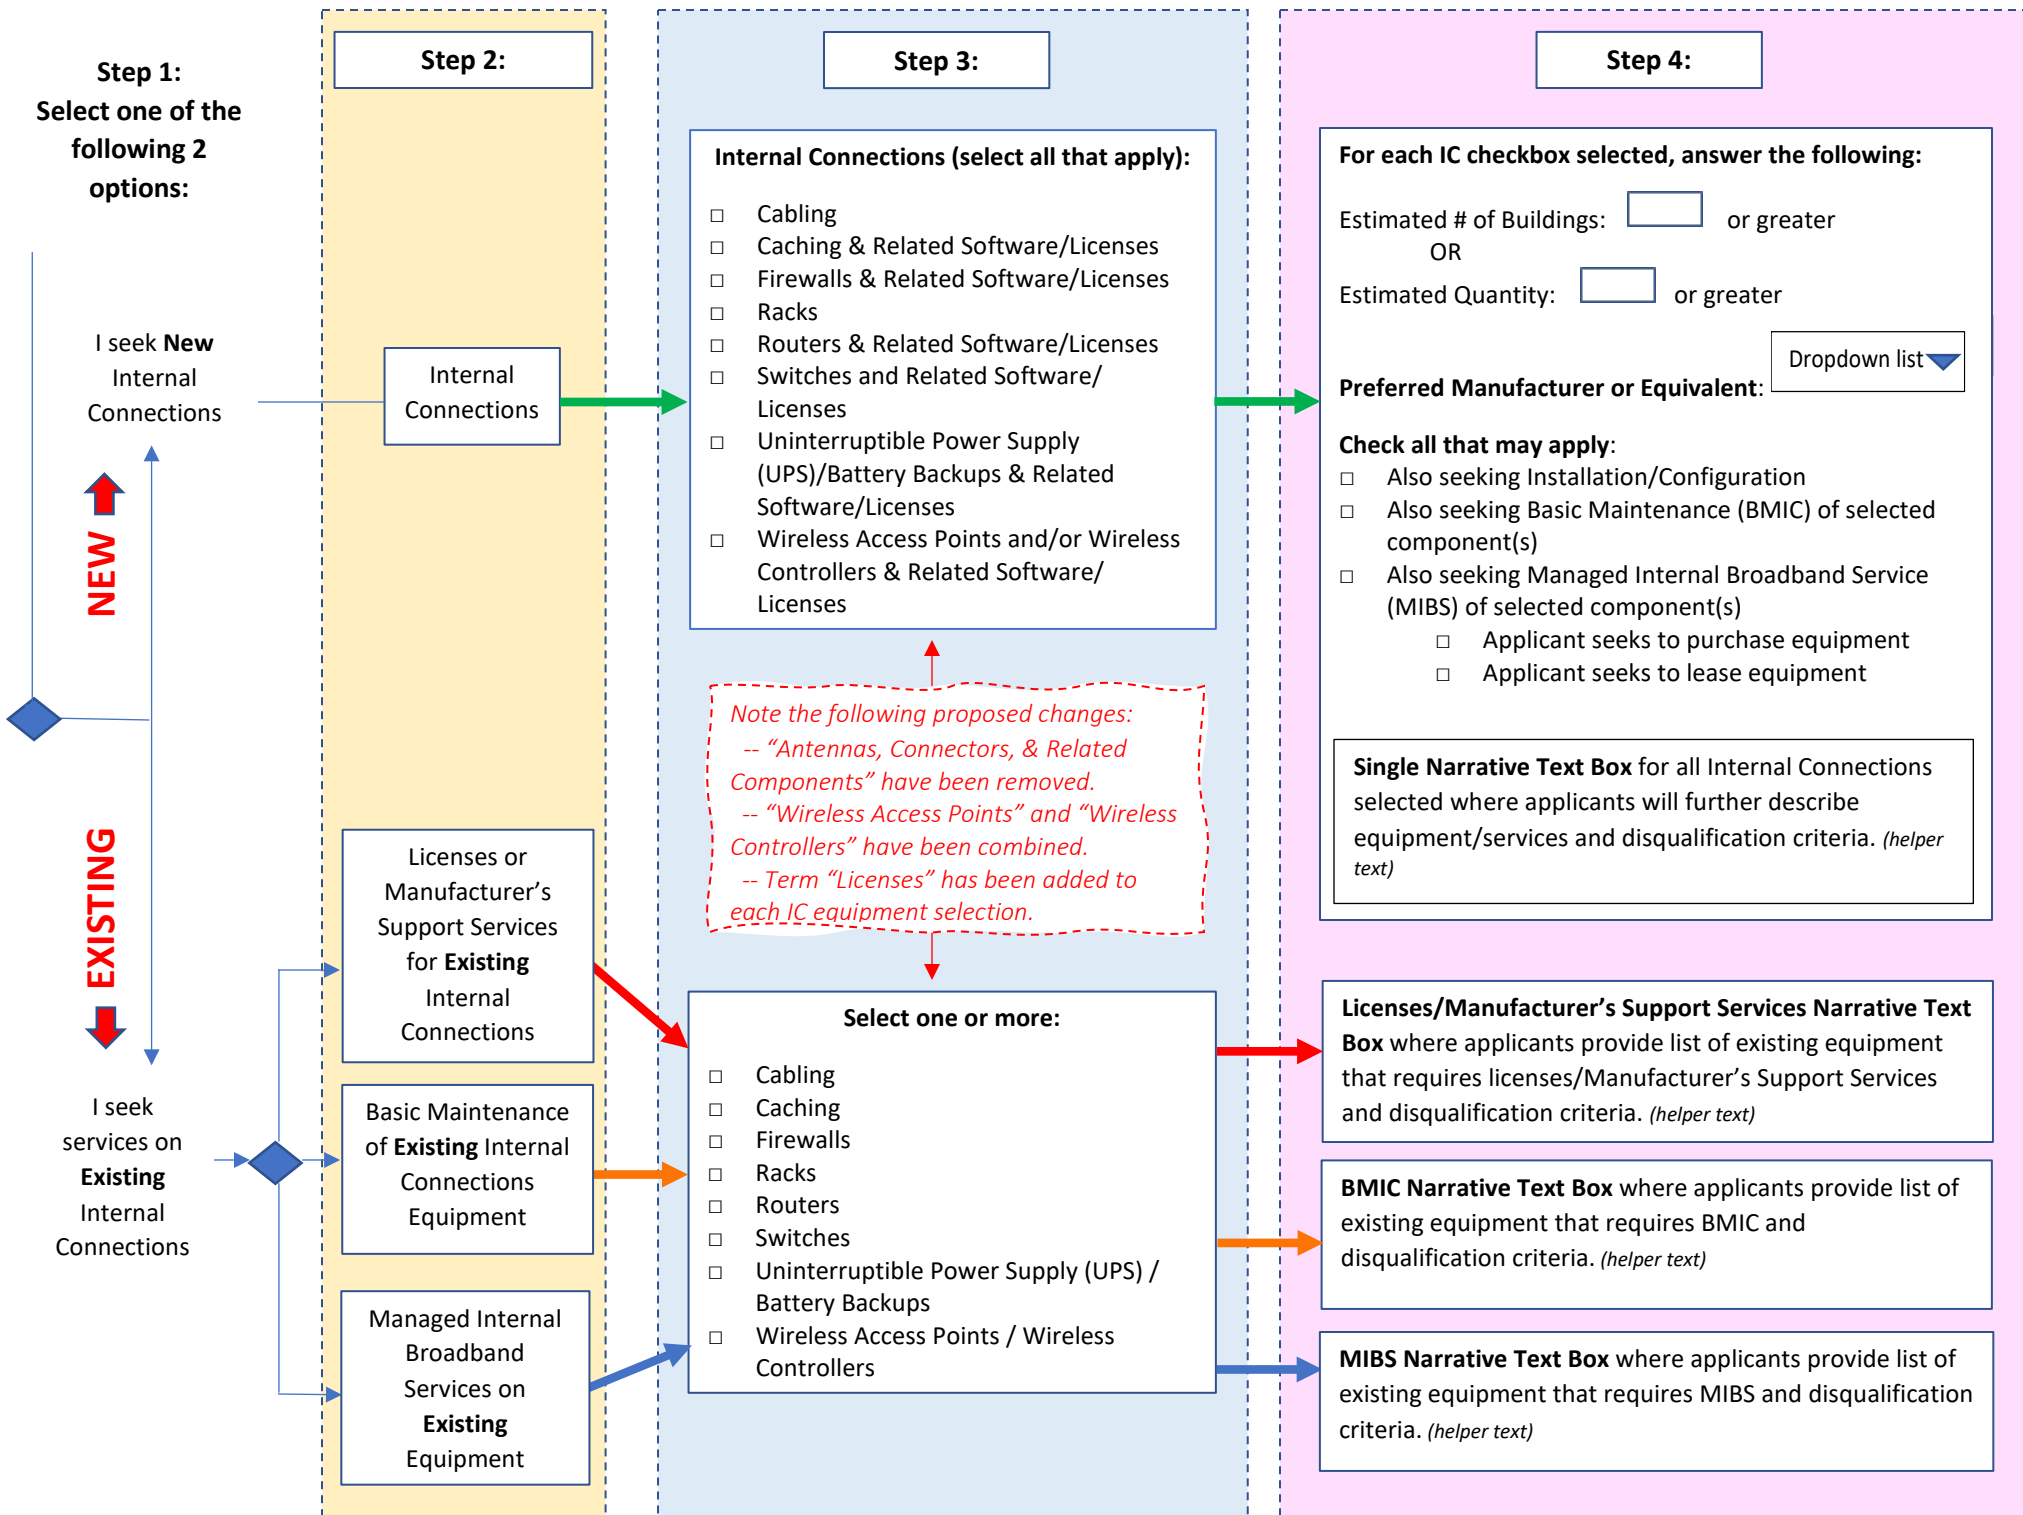 Step 1:
Select one of the
following 2
options:
I seek New
Internal
Connections
NEW
EXISTING
I seek
services on
Existing
Internal
Connections
Step 2:
Internal
Connections
Licenses or
Manufacturer’s
Support Services
for Existing
Internal
Connections
Basic Maintenance
of Existing Internal
Connections
Equipment
Managed Internal
Broadband
Services on
Existing
Equipment
Step 3:
Internal Connections (select all that apply):
□ Cabling
□ Caching & Related Software/Licenses
□ Firewalls & Related Software/Licenses
□ Racks
□ Routers & Related Software/Licenses
□ Switches and Related Software/
Licenses
□ Uninterruptible Power Supply
(UPS)/Battery Backups & Related
Software/Licenses
□ Wireless Access Points and/or Wireless
Controllers & Related Software/
Licenses
Note the following proposed changes:
-- “Antennas, Connectors, & Related
Components” have been removed.
-- “Wireless Access Points” and “Wireless
Controllers” have been combined.
-- Term “Licenses” has been added to
each IC equipment selection.
Select one or more:
□ Cabling
□ Caching
□ Firewalls
□ Racks
□ Routers
□ Switches
□ Uninterruptible Power Supply (UPS) /
Battery Backups
□ Wireless Access Points / Wireless
Controllers
Step 4:
For each IC checkbox selected, answer the following:
Estimated # of Buildings: or greater
OR
Estimated Quantity: or greater
Dropdown list
Preferred Manufacturer or Equivalent:
Check all that may apply:
□ Also seeking Installation/Configuration
□ Also seeking Basic Maintenance (BMIC) of selected
component(s)
□ Also seeking Managed Internal Broadband Service
(MIBS) of selected component(s)
□ Applicant seeks to purchase equipment
□ Applicant seeks to lease equipment
Single Narrative Text Box for all Internal Connections
selected where applicants will further describe
equipment/services and disqualification criteria. (helper
text)
Licenses/Manufacturer’s Support Services Narrative Text
Box where applicants provide list of existing equipment
that requires licenses/Manufacturer’s Support Services
and disqualification criteria. (helper text)
BMIC Narrative Text Box where applicants provide list of
existing equipment that requires BMIC and
disqualification criteria. (helper text)
MIBS Narrative Text Box where applicants provide list of
existing equipment that requires MIBS and disqualification
criteria. (helper text)